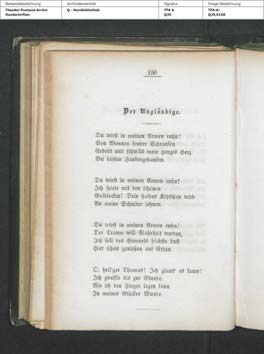 Bestandsbezeichnung
Archiveinheit
Signatur
Image-Bezeichnung
Theodor-Fontane-Archiv
Handschriften
Q - Handbibliothek
TFA A
Q39
TFA-A-
Q39_0168
156
Der Ungläubige.
Du wirst in meinen Armen ruhn!
Von Wonnen sonder Schranken
Erbebt und schwillt mein ganzes Herz
Bei diesem Zaubergedanken.
Du wirst in meinen Armen ruhn!
Ich spiele mit den schönen
Goldlocken! Dein holdes Köpfchen wird
An meine Schulter lehnen.
Du wirst in meinen Armen ruhn!
Der Traum will Wahrheit werden,
Ich soll des Himmels höchste Lust
Hier schon genießen auf Erden.
O, heil'ger Thomas! Ich glaub' es kaum!
Ich zweifle bis zur Stunde,
Wo ich den Finger legen kann
In meines Glückes Wunde.